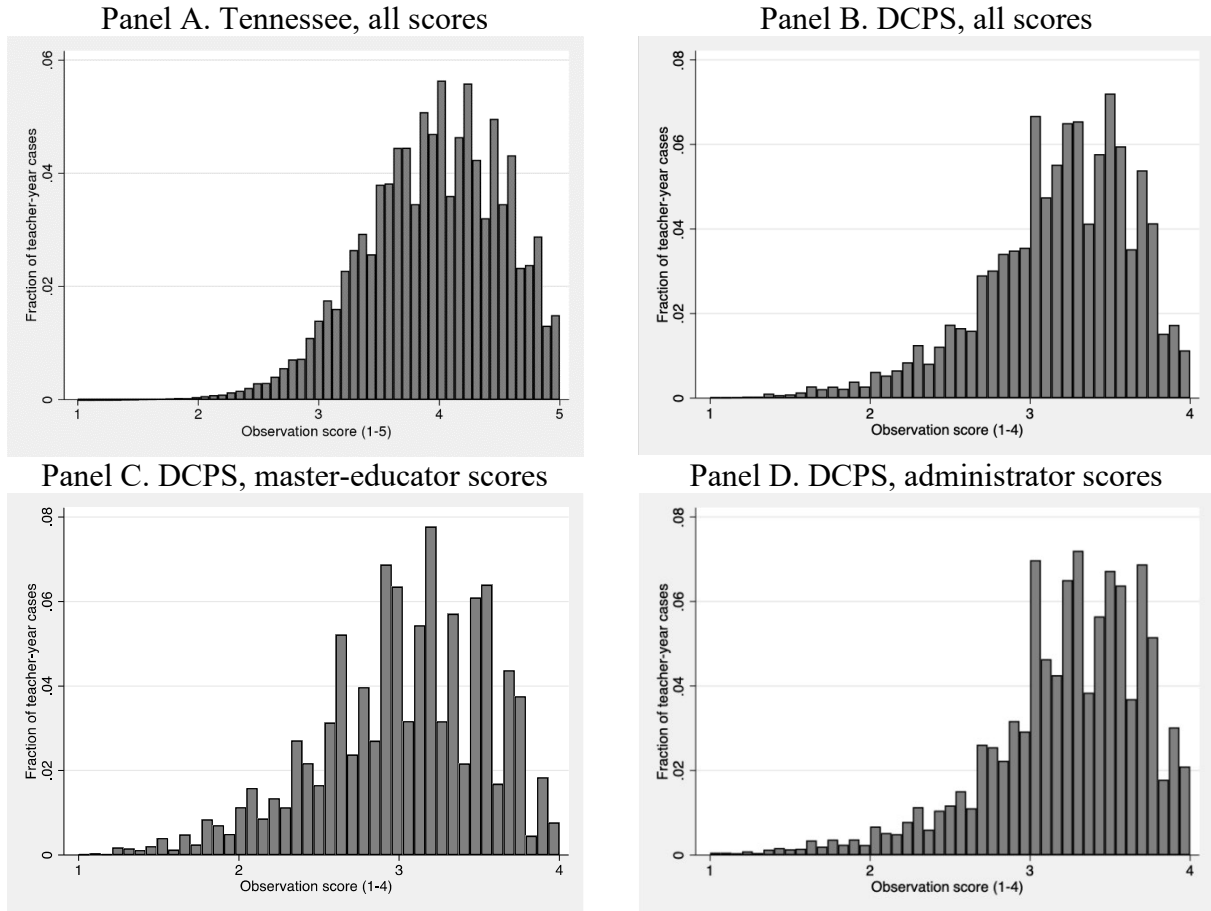 Panel A. Tennessee, all scores
Fraction of teacher-year cases
.06
.04
.02
0
1 2 3 4 5
Observation score (1-5)
Panel B. DCPS, all scores
Fraction of teacher-year cases
.08
.06
.04
.02
0
1 2 3 4
Observation score (1-4)
Panel C. DCPS, master-educator scores
Fraction of teacher-year cases
.08
.06
.04
.02
0
1 2 3 4
Observation score (1-4)
Panel D. DCPS, administrator scores
Fraction of teacher-year cases
.08
.06
.04
.02
0
1 2 3 4
Observation score (1-4)